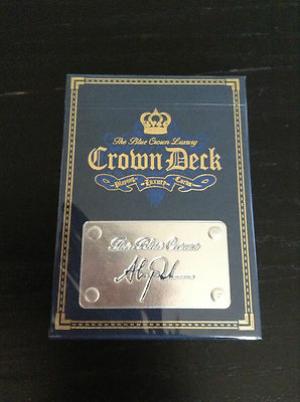 The Blue Crown Luxury
Crown Deck
Playing Luxury Cards
The Blue Crown